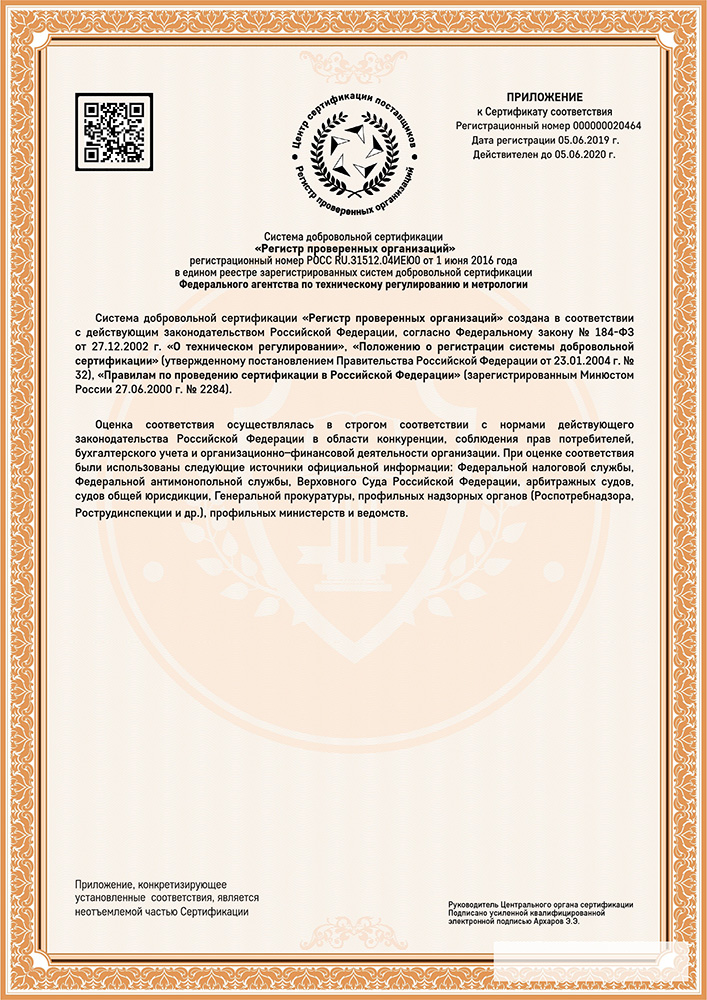 ПРИЛОЖЕНИЕ
к Сертификату соответствия
Регистрационный номер 000000020464
Дата регистрации 05.06.2019 г.
Действителен до 05.06.2020 г.
Центр сертификации поставщиков
Регистр проверенных организаций
Система добровольной сертификации
«Регистр проверенных организаций»
регистрационный номер РОСС RU.31512.04ИЕЮ0 от 1 июня 2016 года
в едином реестре зарегистрированных систем добровольной сертификации
Федерального агентства по техническому регулированию и метрологии
Система добровольной сертификации «Регистр проверенных организаций» создана в соответствии
с действующим законодательством Российской Федерации, согласно Федеральному закону № 184-ФЗ
от 27.12.2002 г. «О техническом регулировании», «Положению о регистрации системы добровольной
сертификации» (утвержденному постановлением Правительства Российской Федерации от 23.01.2004 г. №
32), «Правилам по проведению сертификации в Российской Федерации» (зарегистрированным Минюстом
России 27.06.2000 г. № 2284).
Оценка соответствия осуществлялась в строгом соответствии с нормами действующего
законодательства Российской Федерации в области конкуренции, соблюдения прав потребителей,
бухгалтерского учета и организационно—финансовой деятельности организации. При оценке соответствия
были использованы следующие источники официальной информации: Федеральной налоговой службы,
Федеральной антимонопольной службы, Верховного Суда Российской Федерации, арбитражных судов,
судов общей юрисдикции, Генеральной прокуратуры, профильных надзорных органов (Роспотребнадзора,
Рострудинспекции и др.), профильных министерств и ведомств.
Приложение, конкретизирующее
установленные соответствия, является
неотъемлемой частью Сертификации
Руководитель Центрального органа сертификации
Подписано усиленной квалифицированной
электронной подписью Архаров Э.Э.